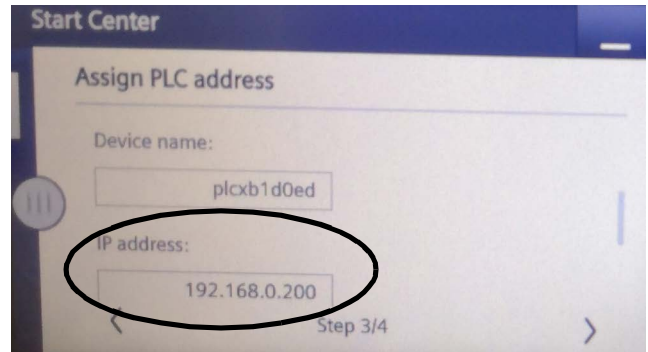 Start Center
Assign PLC address
Device name:
plcxb1d0ed
IP address:
192.168.0.200
Step 3/4